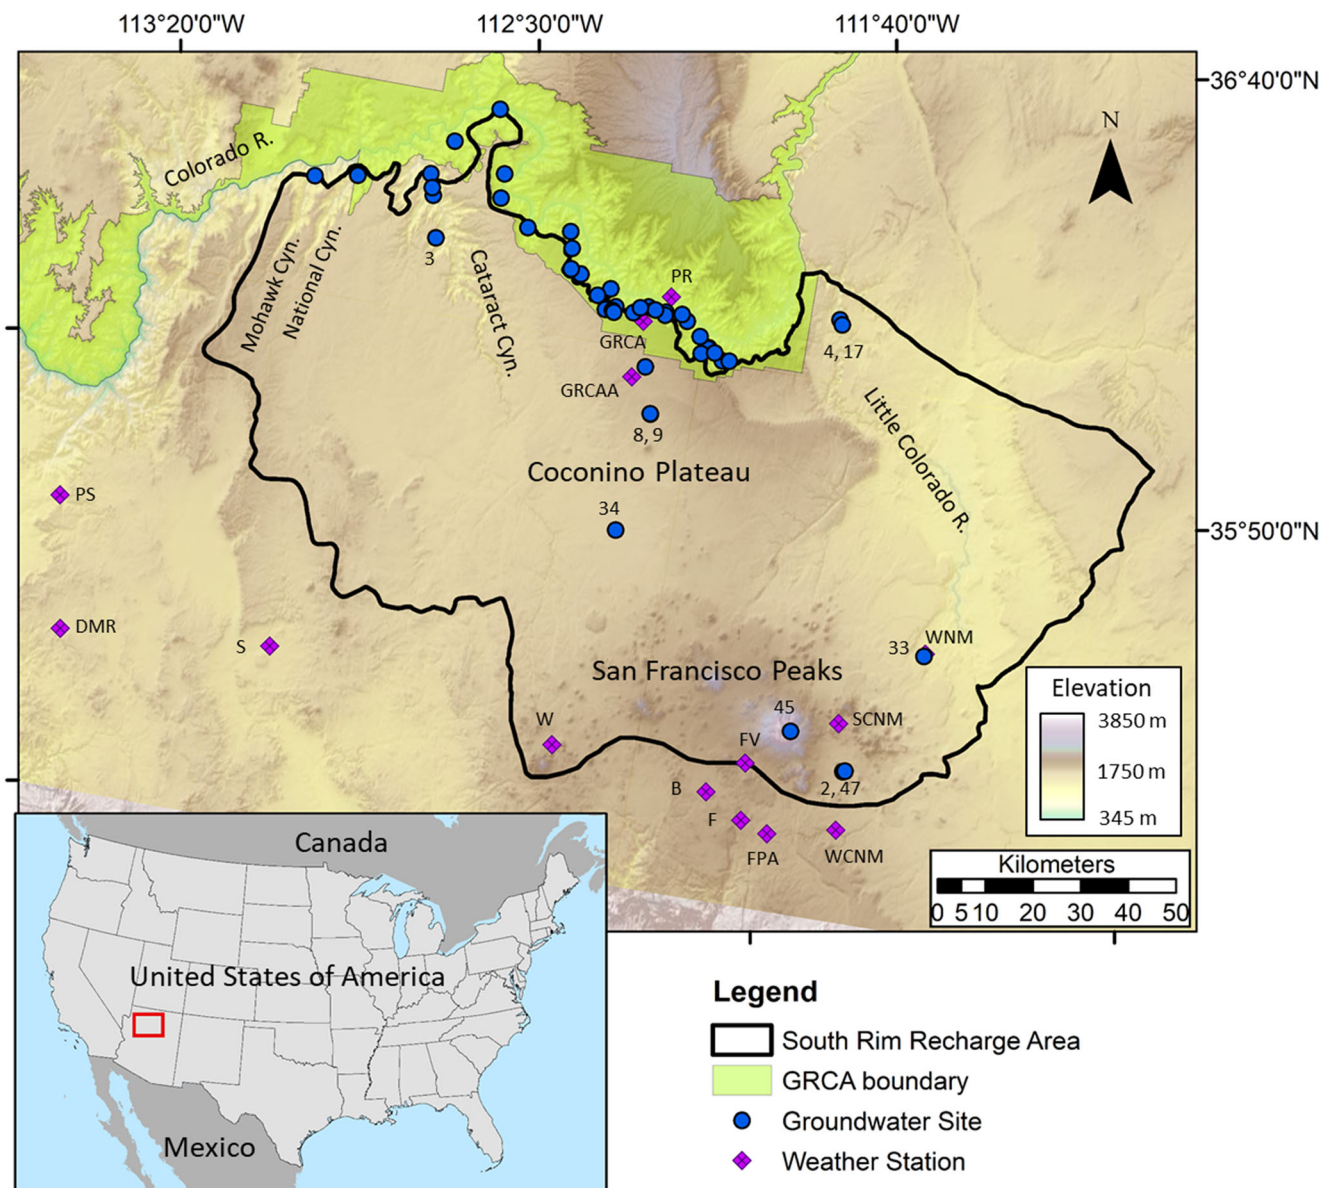 113°20'0"W
112°30'0"W
111°40'0"W
36°40'0"N
N
Colorado R.
Mohawk Cyn.
National Cyn.
3
Cataract Cyn.
PR
GRCA
GRCAA
4, 17
8, 9
Little Colorado R.
Coconino Plateau
PS
34
35°50'0"N
DMR
S
33
WNM
San Francisco Peaks
45
W
SCNM
FV
2, 47
B
F
FPA
WCNM
Elevation
3850 m
1750 m
345 m
Kilometers
0 5 10 20 30 40 50
Canada
United States of America
Mexico
Legend
South Rim Recharge Area
GRCA boundary
Groundwater Site
Weather Station